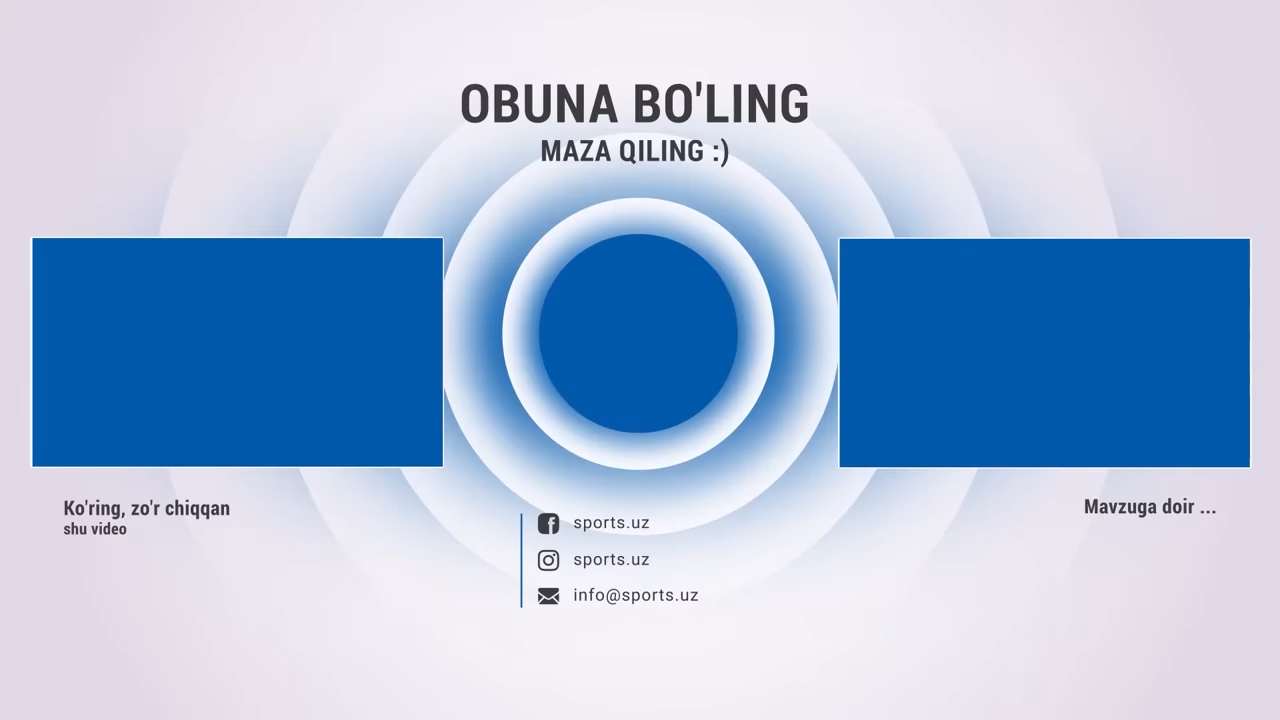 OBUNA BO'LING
MAZA QILING :)
Ko'ring, zo'r chiqqan
shu video
Mavzuga doir ...
sports.uz
sports.uz
info@sports.uz